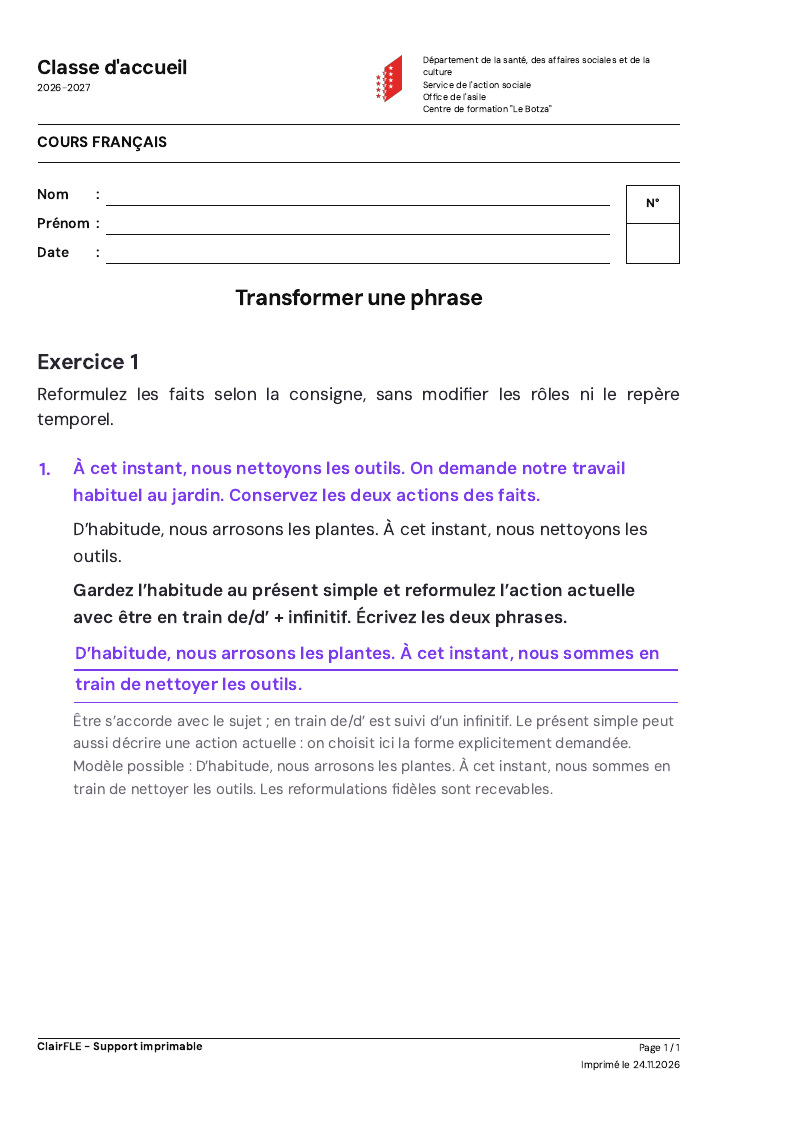 Classe d'accueil
2026-2027
Département de la santé, des affaires sociales et de la
culture
Service de l'action sociale
Office de l'asile
Centre de formation "Le Botza"
COURS FRANÇAIS
Nom :
Prénom :
Date :
N°
Transformer une phrase
Exercice 1
Reformulez les faits selon la consigne, sans modifier les rôles ni le repère
temporel.
1. À cet instant, nous nettoyons les outils. On demande notre travail
habituel au jardin. Conservez les deux actions des faits.
D’habitude, nous arrosons les plantes. À cet instant, nous nettoyons les
outils.
Gardez l’habitude au présent simple et reformulez l’action actuelle
avec être en train de/d’ + infinitif. Écrivez les deux phrases.
D’habitude, nous arrosons les plantes. À cet instant, nous sommes en
train de nettoyer les outils.
Être s’accorde avec le sujet ; en train de/d’ est suivi d’un infinitif. Le présent simple peut
aussi décrire une action actuelle : on choisit ici la forme explicitement demandée.
Modèle possible : D’habitude, nous arrosons les plantes. À cet instant, nous sommes en
train de nettoyer les outils. Les reformulations fidèles sont recevables.
ClairFLE - Support imprimable
Page 1 / 1
Imprimé le 24.11.2026